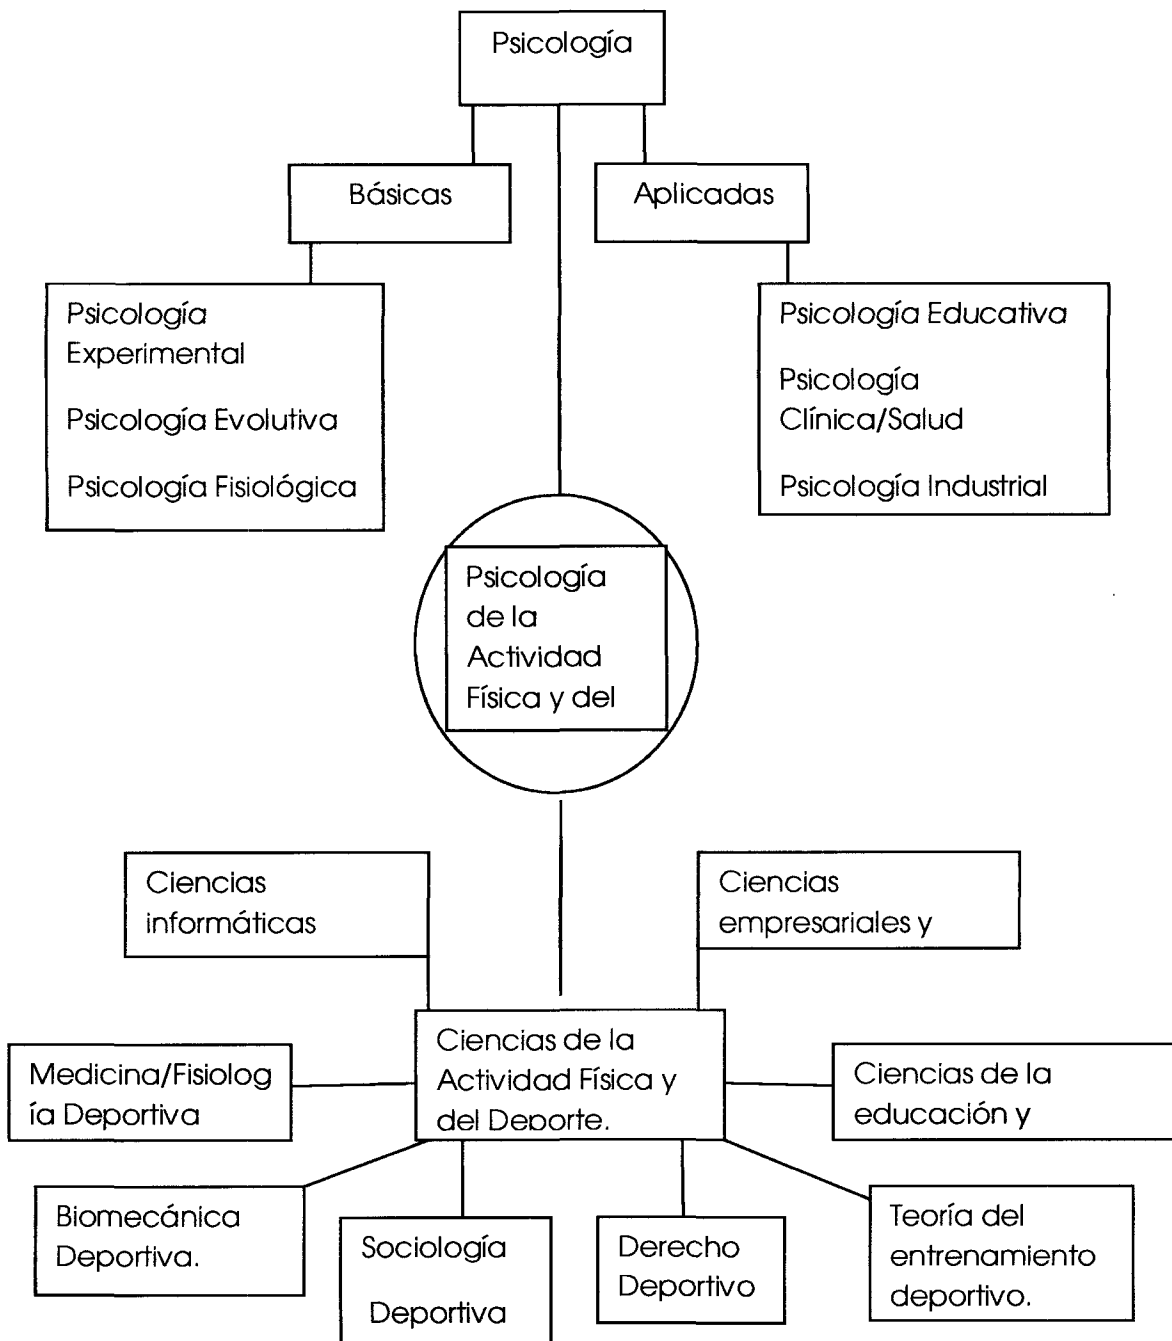 Psicología
Básicas
Aplicadas
Psicología
Experimental
Psicología Evolutiva
Psicología Fisiológica
Psicología Educativa
Psicología
Clínica/Salud
Psicología Industrial
Psicología
de la
Actividad
Física y del
Ciencias
informáticas
Ciencias
empresariales y
Ciencias de la
Actividad Física y
del Deporte.
Medicina/Fisiolog
ía Deportiva
Ciencias de la
educación y
Biomecánica
Deportiva.
Sociología
Deportiva
Derecho
Deportivo
Teoría del
entrenamiento
deportivo.